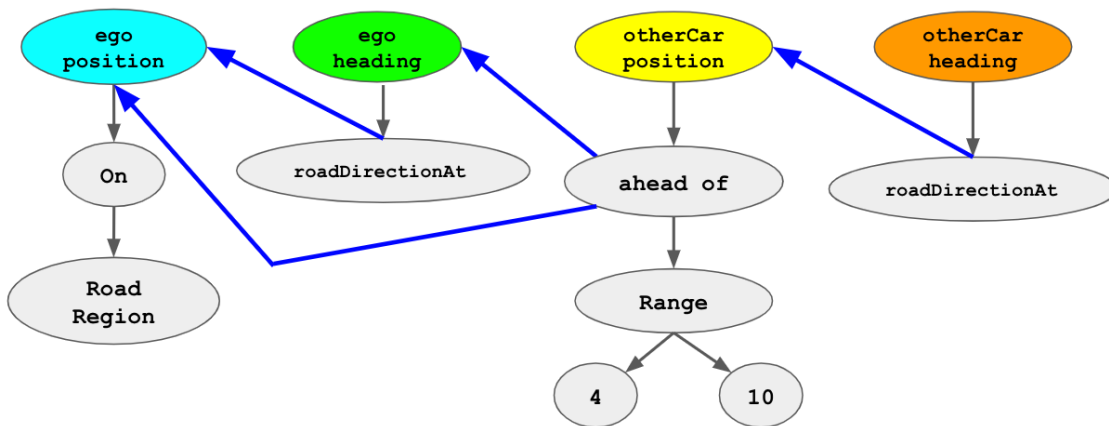 ego
position
ego
heading
otherCar
position
otherCar
heading
On
roadDirectionAt
ahead of
roadDirectionAt
Road
Region
Range
4
10